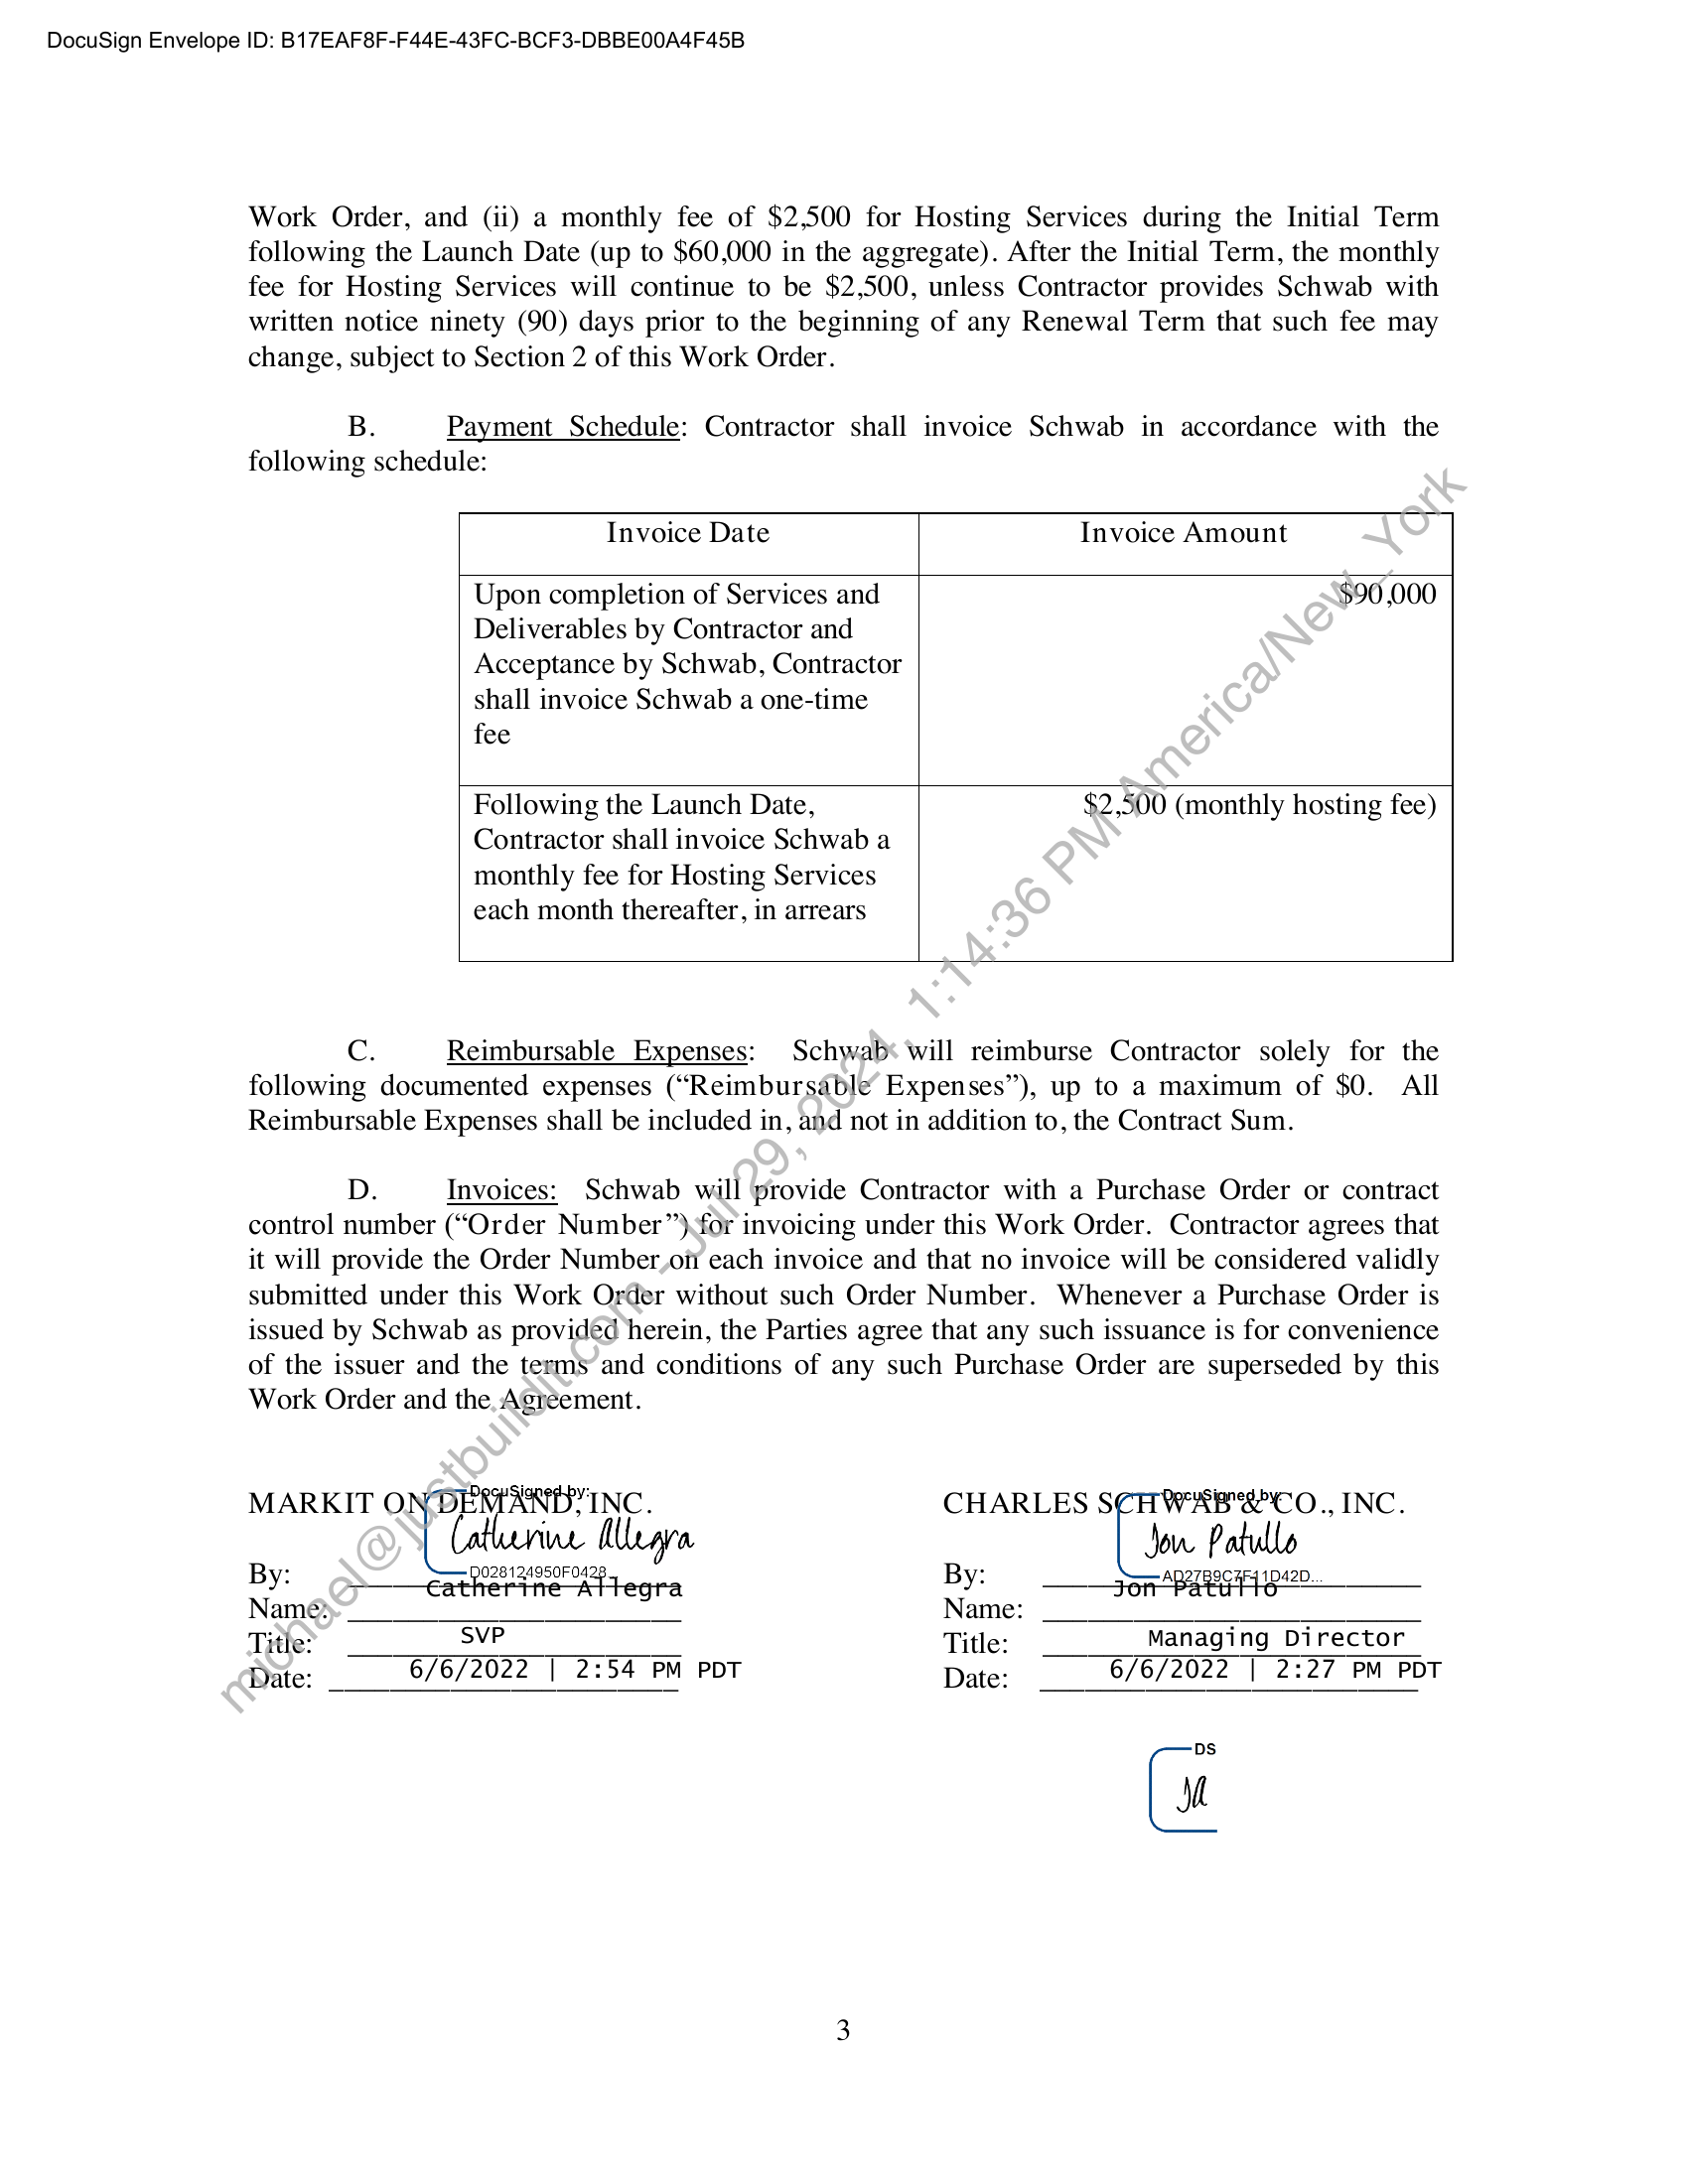 DocuSign Envelope ID: B17EAF8F-F44E-43FC-BCF3-DBBE00A4F45B
Work Order, and (ii) a monthly fee of $2,500 for Hosting Services during the Initial Term
following the Launch Date (up to $60,000 in the aggregate). After the Initial Term, the monthly
fee for Hosting Services will continue to be $2,500, unless Contractor provides Schwab with
written notice ninety (90) days prior to the beginning of any Renewal Term that such fee may
change, subject to Section 2 of this Work Order.
B. Payment Schedule: Contractor shall invoice Schwab in accordance with the
following schedule:
Invoice Date Invoice Amount
Upon completion of Services and $90,000
Deliverables by Contractor and
Acceptance by Schwab, Contractor
shall invoice Schwab a one-time
fee
Following the Launch Date, $2,500 (monthly hosting fee)
Contractor shall invoice Schwab a
monthly fee for Hosting Services
each month thereafter, in arrears
C. Reimbursable Expenses: Schwab will reimburse Contractor solely for the
following documented expenses (“Reimbursable Expenses”), up to a maximum of $0. All
Reimbursable Expenses shall be included in, and not in addition to, the Contract Sum.
D. Invoices: Schwab will provide Contractor with a Purchase Order or contract
control number (“Order Number”) for invoicing under this Work Order. Contractor agrees that
it will provide the Order Number on each invoice and that no invoice will be considered validly
submitted under this Work Order without such Order Number. Whenever a Purchase Order is
issued by Schwab as provided herein, the Parties agree that any such issuance is for convenience
of the issuer and the terms and conditions of any such Purchase Order are superseded by this
Work Order and the Agreement.
MARKIT ON DEMAND, INC.
DocuSigned by:
Catherine Allegra
D028124950F0428...
By:
Name: Catherine Allegra
Title: SVP
Date: 6/6/2022 | 2:54 PM PDT
CHARLES SCHWAB & CO., INC.
DocuSigned by:
Jon Patullo
AD27B9C7F11D42D...
By:
Name: Jon Patullo
Title: Managing Director
Date: 6/6/2022 | 2:27 PM PDT
DS
JA
3
michael@justbuildit.com - Jul 29, 2024, 1:14:36 PM America/New_York